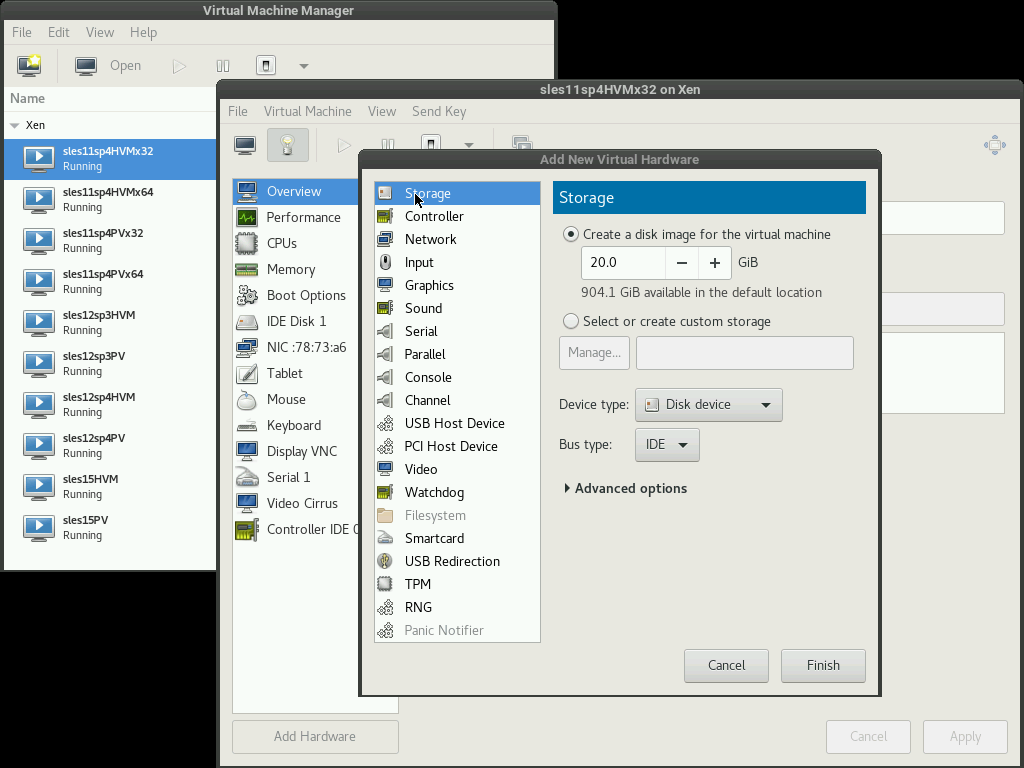 Virtual Machine Manager
File Edit View Help
Open
Name
Xen
sles11sp4HVMx32
Running
sles11sp4HVMx64
Running
sles11sp4PVx32
Running
sles11sp4PVx64
Running
sles12sp3HVM
Running
sles12sp3PV
Running
sles12sp4HVM
Running
sles12sp4PV
Running
sles15HVM
Running
sles15PV
Running
sles11sp4HVMx32 on Xen
File Virtual Machine View Send Key
Overview
Performance
CPUs
Memory
Boot Options
IDE Disk 1
NIC :78:73:a6
Tablet
Mouse
Keyboard
Display VNC
Serial 1
Video Cirrus
Controller IDE
Add Hardware
Cancel Apply
Add New Virtual Hardware
Storage
Controller
Network
Input
Graphics
Sound
Serial
Parallel
Console
Channel
USB Host Device
PCI Host Device
Video
Watchdog
Filesystem
Smartcard
USB Redirection
TPM
RNG
Panic Notifier
Storage
Create a disk image for the virtual machine
20.0 − + GiB
904.1 GiB available in the default location
Select or create custom storage
Manage...
Device type: Disk device
Bus type: IDE
Advanced options
Cancel Finish